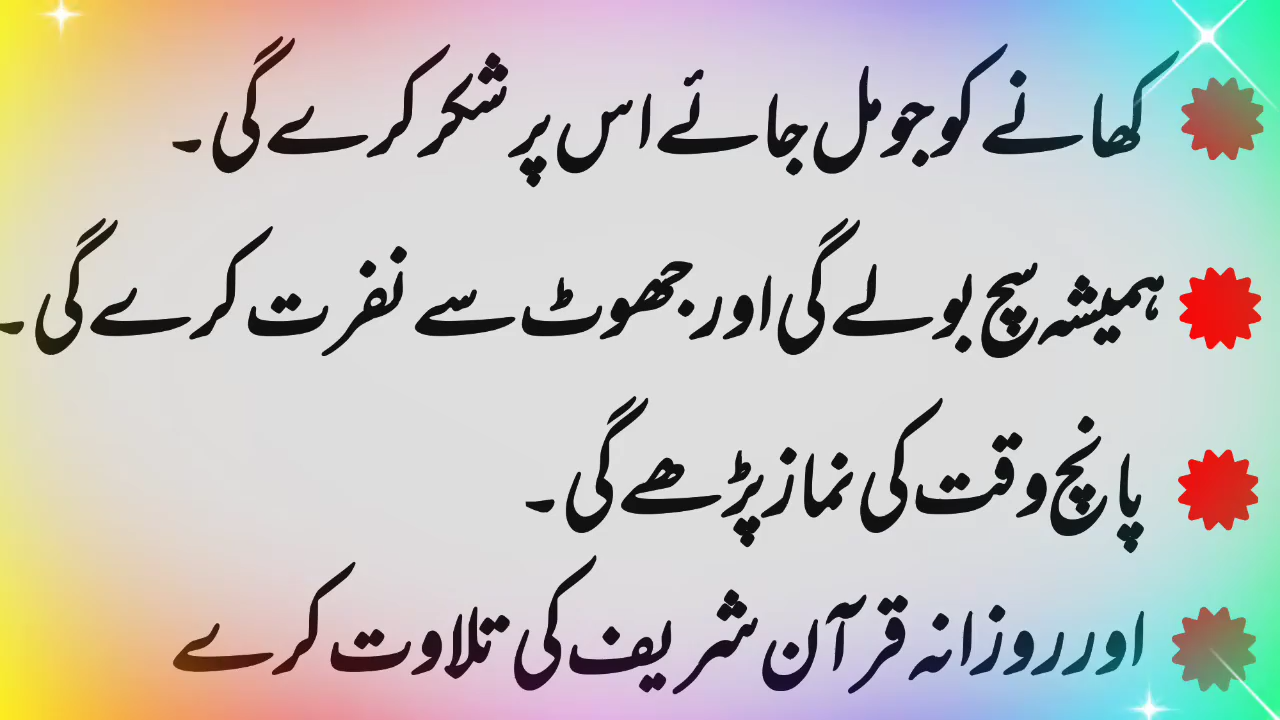 کھانے کو جو مل جائے اس پر شکر کرے گی۔
ہمیشہ سچ بولے گی اور جھوٹ سے نفرت کرے گی۔
پانچ وقت کی نماز پڑھے گی۔
اور روزانہ قرآن شریف کی تلاوت کرے